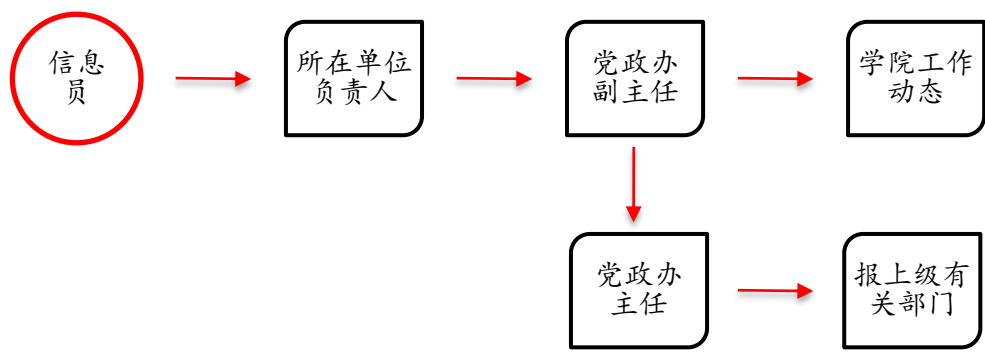 信息
员
所在单位
负责人
党政办
副主任
学院工作
动态
党政办
主任
报上级有
关部门